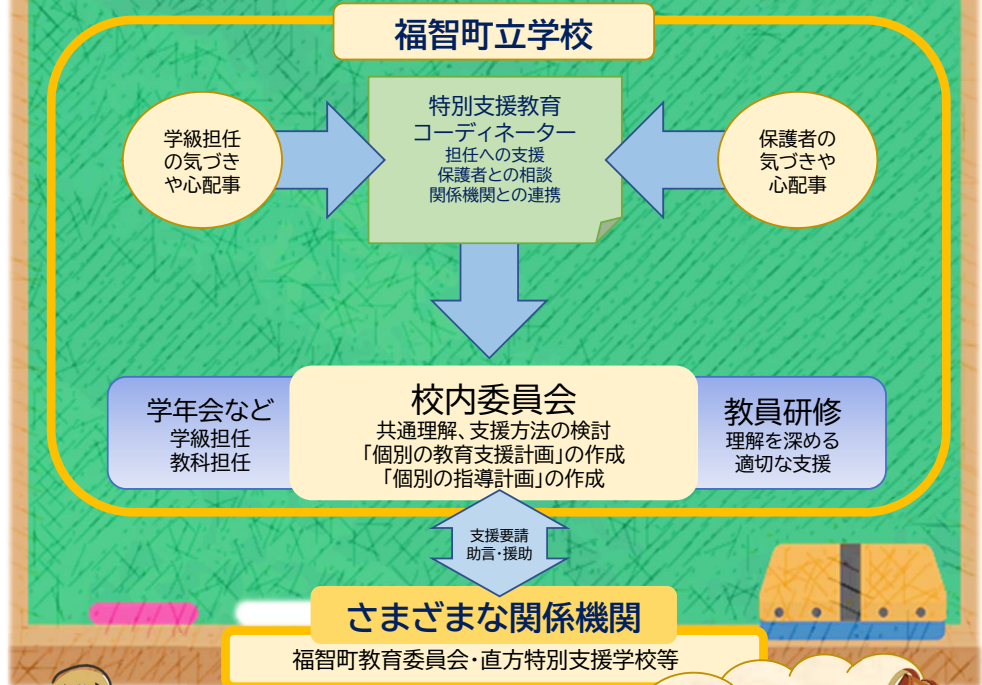 福智町立学校
学級担任
の気づき
や心配事
特別支援教育
コーディネーター
担任への支援
保護者との相談
関係機関との連携
保護者の
気づきや
心配事
学年会など
学級担任
教科担任
校内委員会
共通理解、支援方法の検討
「個別の教育支援計画」の作成
「個別の指導計画」の作成
教員研修
理解を深める
適切な支援
支援要請
助言・援助
さまざまな関係機関
福智町教育委員会・直方特別支援学校等